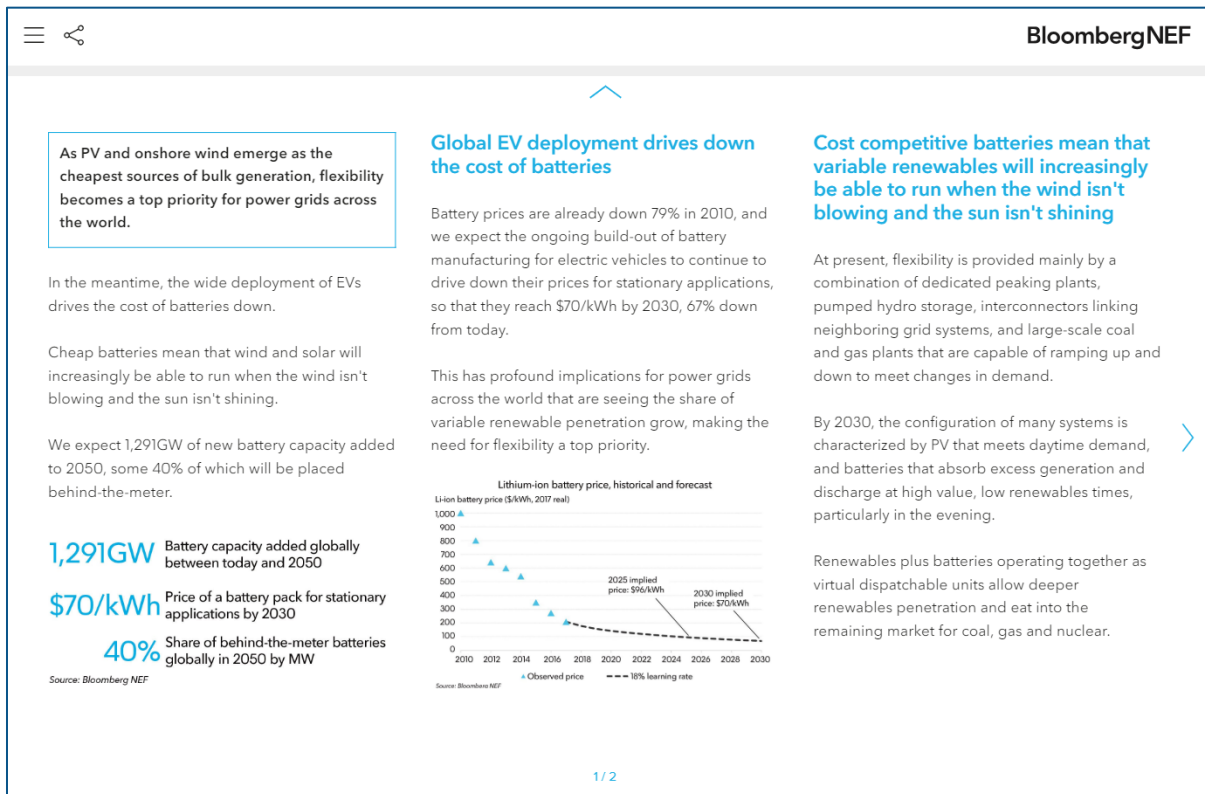 BloombergNEF
As PV and onshore wind emerge as the
cheapest sources of bulk generation, flexibility
becomes a top priority for power grids across
the world.
In the meantime, the wide deployment of EVs
drives the cost of batteries down.
Cheap batteries mean that wind and solar will
increasingly be able to run when the wind isn't
blowing and the sun isn't shining.
We expect 1,291GW of new battery capacity added
to 2050, some 40% of which will be placed
behind-the-meter.
1,291GW Battery capacity added globally
between today and 2050
$70/kWh Price of a battery pack for stationary
applications by 2030
40% Share of behind-the-meter batteries
globally in 2050 by MW
Source: Bloomberg NEF
Global EV deployment drives down
the cost of batteries
Battery prices are already down 79% in 2010, and
we expect the ongoing build-out of battery
manufacturing for electric vehicles to continue to
drive down their prices for stationary applications,
so that they reach $70/kWh by 2030, 67% down
from today.
This has profound implications for power grids
across the world that are seeing the share of
variable renewable penetration grow, making the
need for flexibility a top priority.
Lithium-ion battery price, historical and forecast
Li-ion battery price ($/kWh, 2017 real)
1,000
900
800
700
600
500
400
300
200
100
0
2025 implied
price: $96/kWh
2030 implied
price: $70/kWh
2010 2012 2014 2016 2018 2020 2022 2024 2026 2028 2030
Observed price 18% learning rate
Source: Bloomberg NEF
Cost competitive batteries mean that
variable renewables will increasingly
be able to run when the wind isn't
blowing and the sun isn't shining
At present, flexibility is provided mainly by a
combination of dedicated peaking plants,
pumped hydro storage, interconnectors linking
neighboring grid systems, and large-scale coal
and gas plants that are capable of ramping up and
down to meet changes in demand.
By 2030, the configuration of many systems is
characterized by PV that meets daytime demand,
and batteries that absorb excess generation and
discharge at high value, low renewables times,
particularly in the evening.
Renewables plus batteries operating together as
virtual dispatchable units allow deeper
renewables penetration and eat into the
remaining market for coal, gas and nuclear.
1 / 2